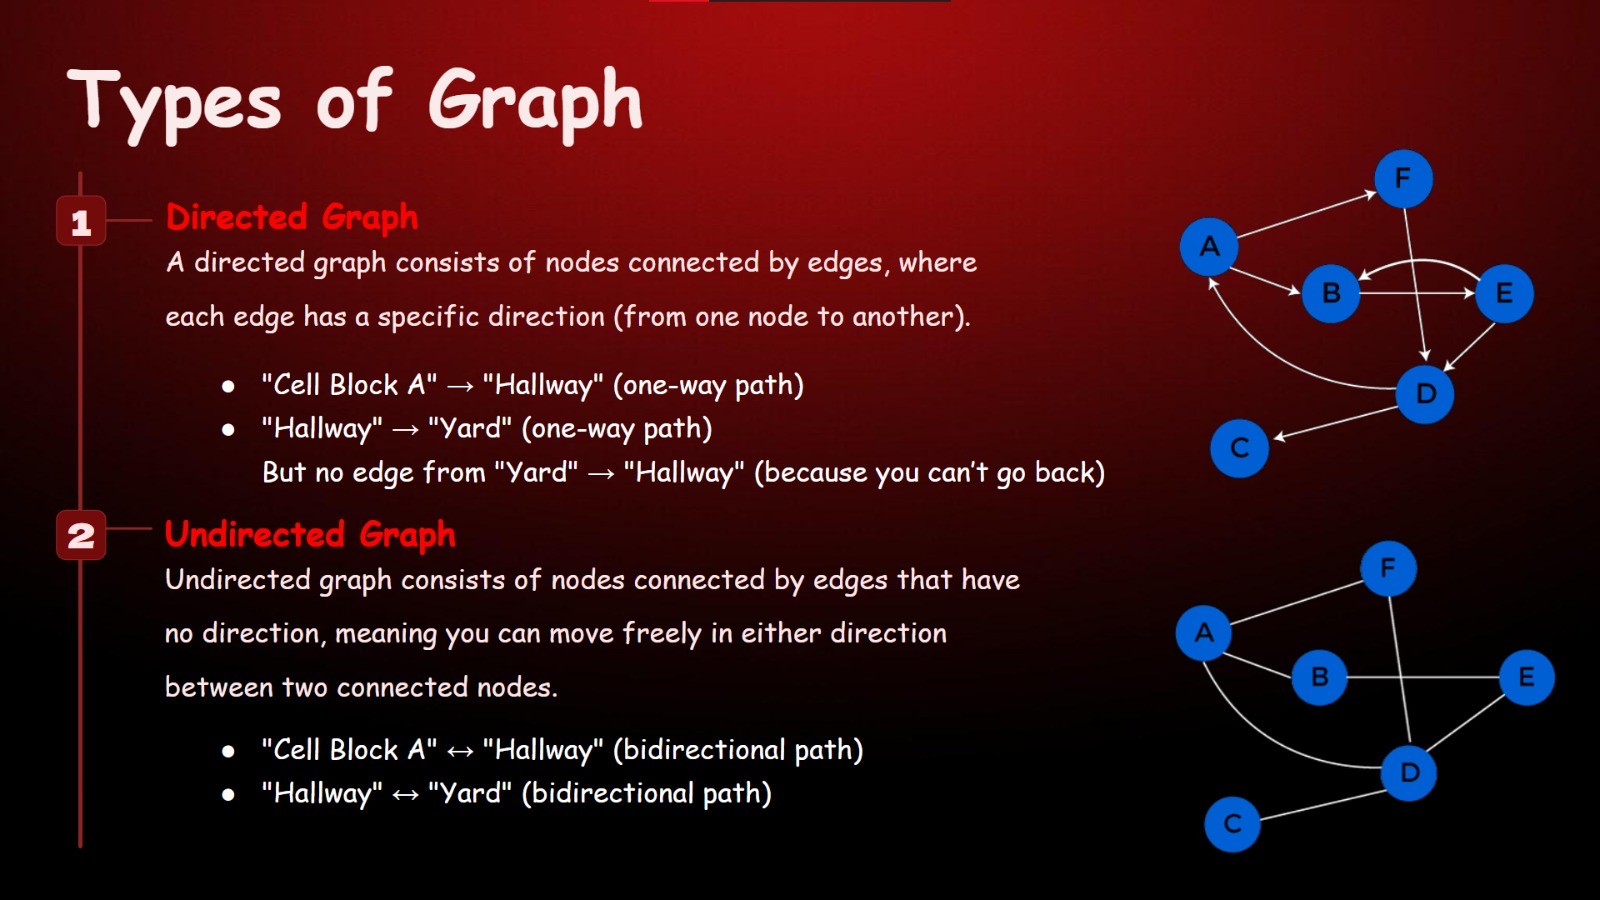 Types of Graph
1
Directed Graph
A directed graph consists of nodes connected by edges, where
each edge has a specific direction (from one node to another).
● "Cell Block A" → "Hallway" (one-way path)
● "Hallway" → "Yard" (one-way path)
But no edge from "Yard" → "Hallway" (because you can't go back)
2
Undirected Graph
Undirected graph consists of nodes connected by edges that have
no direction, meaning you can move freely in either direction
between two connected nodes.
● "Cell Block A" ↔ "Hallway" (bidirectional path)
● "Hallway" ↔ "Yard" (bidirectional path)
F
A
B
E
D
C
F
A
B
E
D
C